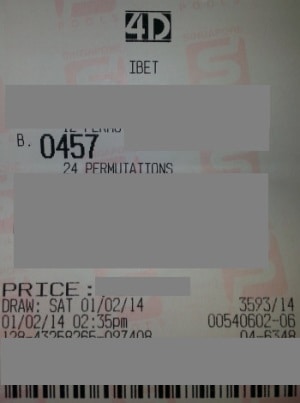 4D
IBET
B. 0457
24 PERMUTATIONS
PRICE:
DRAW: SAT 01/02/14 3593/14
01/02/14 02:35pm 00540602-06